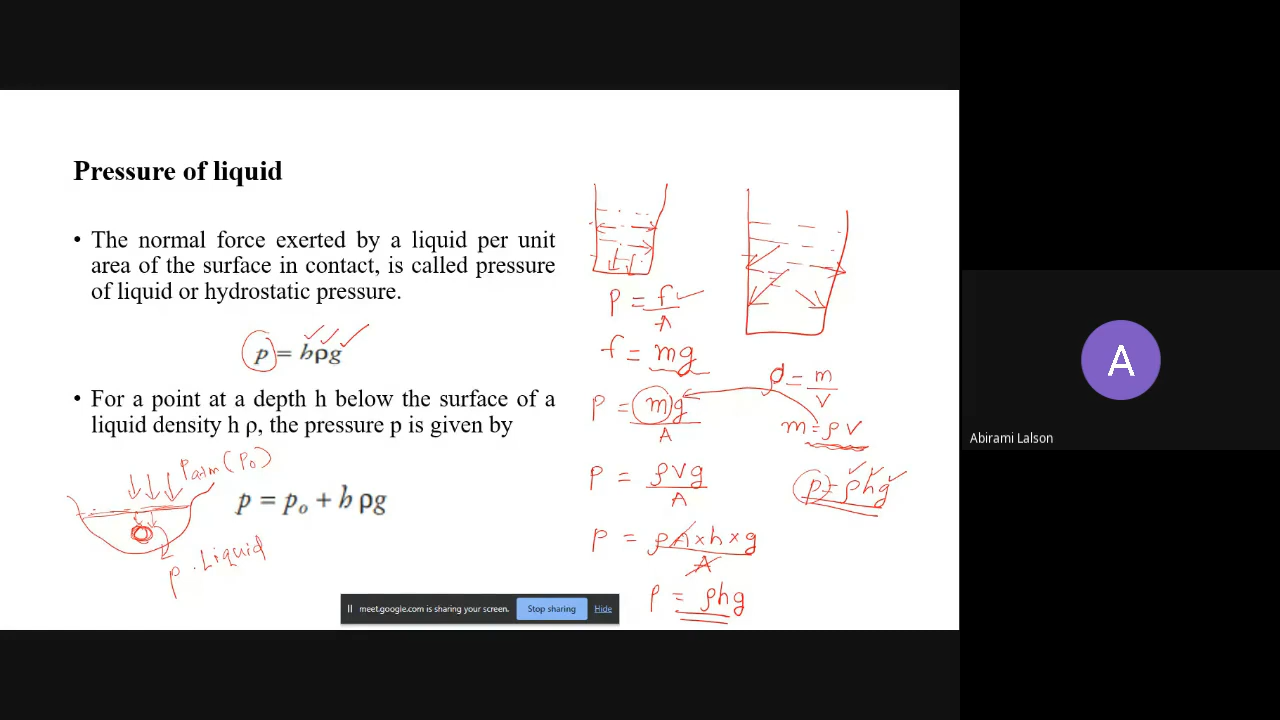 Pressure of liquid
• The normal force exerted by a liquid per unit
area of the surface in contact, is called pressure
of liquid or hydrostatic pressure.
p = hρg
• For a point at a depth h below the surface of a
liquid density h ρ, the pressure p is given by
Patm (P₀)
p = pₒ + h ρg
P. Liquid
P = f/A
f = mg
P = mg/A
ρ = m/V
m = ρV
P = ρVg/A
p = ρhg
P = ρA×h×g/A
P = ρhg
meet.google.com is sharing your screen.
Stop sharing
Hide
A
Abirami Lalson